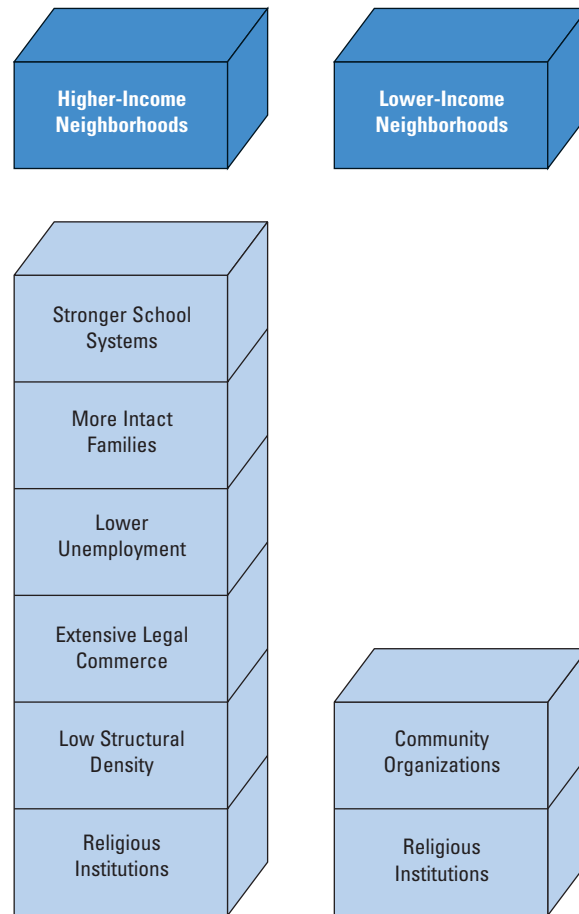 Higher-Income
Neighborhoods
Lower-Income
Neighborhoods
Stronger School
Systems
More Intact
Families
Lower
Unemployment
Extensive Legal
Commerce
Low Structural
Density
Religious
Institutions
Community
Organizations
Religious
Institutions